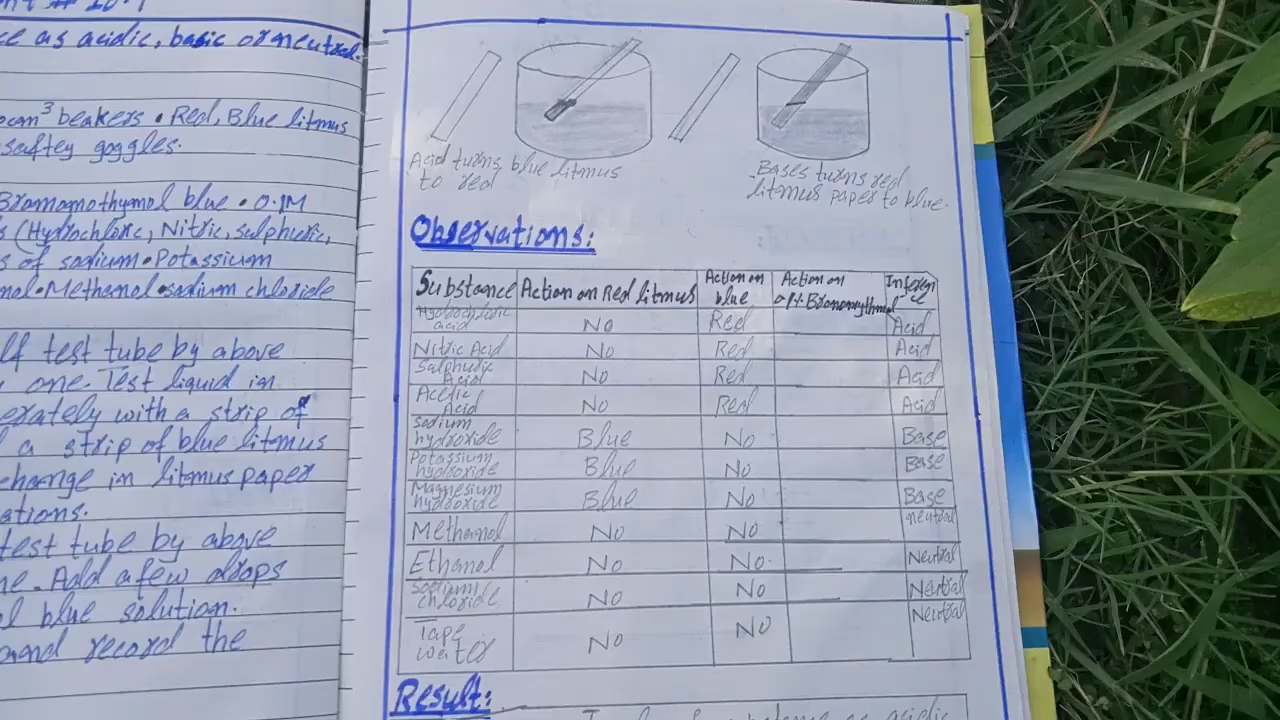 ce as acidic, basic or neutral.
ocm³ beakers • Red, Blue litmus
saftey goggles.
Bromomothymol blue • 0.1M
s (Hydrochloric, Nitric, sulphuric,
s of sodium • Potassium
nol • Methanol • sodium chloride
lf test tube by above
one. Test liquid in
erately with a strip of
a strip of blue litmus
change in litmus paper
ations.
test tube by above
ne. Add a few drops
ol blue solution.
and record the
Acid turns blue litmus
to red
Bases turns red
litmus paper to blue.
Observations:
Substance Action on Red litmus Action on blue Action on Inference
Hydrochloric acid No Red Acid
Nitric Acid No Red Acid
Sulphuric Acid No Red Acid
Acetic Acid No Red Acid
Sodium hydroxide Blue No Base
Potassium hydroxide Blue No Base
Magnesium hydroxide Blue No Base
Methanol No No neutral
Ethanol No No. Neutral
Sodium chloride No No Neutral
Tape water No No Neutral
Result: